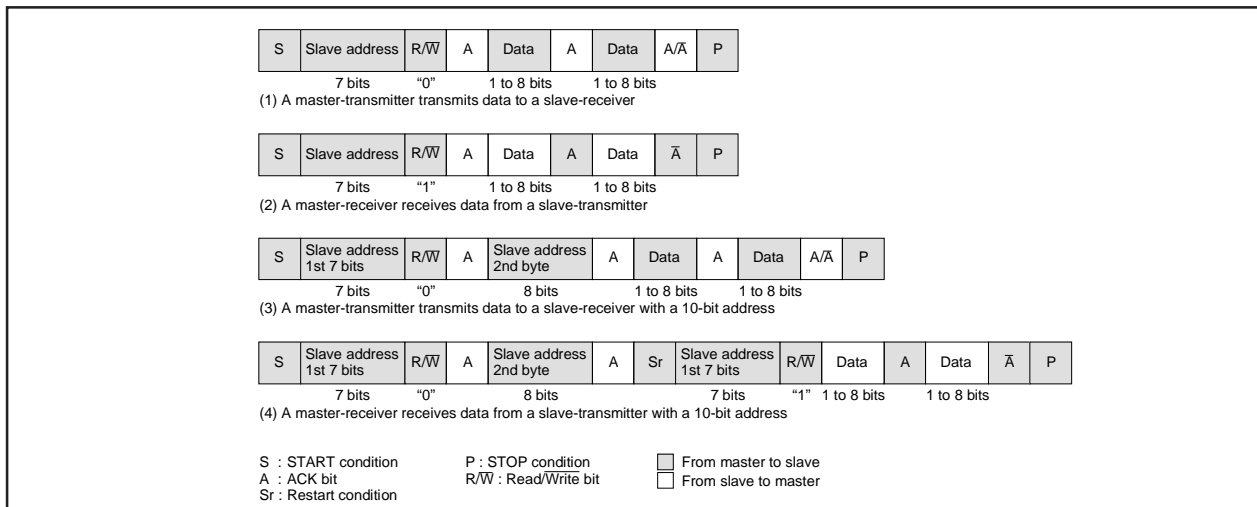 S Slave address R/W̅ A Data A Data A/A̅ P
7 bits “0” 1 to 8 bits 1 to 8 bits
(1) A master-transmitter transmits data to a slave-receiver
S Slave address R/W̅ A Data A Data A̅ P
7 bits “1” 1 to 8 bits 1 to 8 bits
(2) A master-receiver receives data from a slave-transmitter
S Slave address 1st 7 bits R/W̅ A Slave address 2nd byte A Data A Data A/A̅ P
7 bits “0” 8 bits 1 to 8 bits 1 to 8 bits
(3) A master-transmitter transmits data to a slave-receiver with a 10-bit address
S Slave address 1st 7 bits R/W̅ A Slave address 2nd byte A Sr Slave address 1st 7 bits R/W̅ Data A Data A̅ P
7 bits “0” 8 bits 7 bits “1” 1 to 8 bits 1 to 8 bits
(4) A master-receiver receives data from a slave-transmitter with a 10-bit address
S : START condition P : STOP condition From master to slave
A : ACK bit R/W̅ : Read/W̅r̅i̅t̅e̅ bit From slave to master
Sr : Restart condition